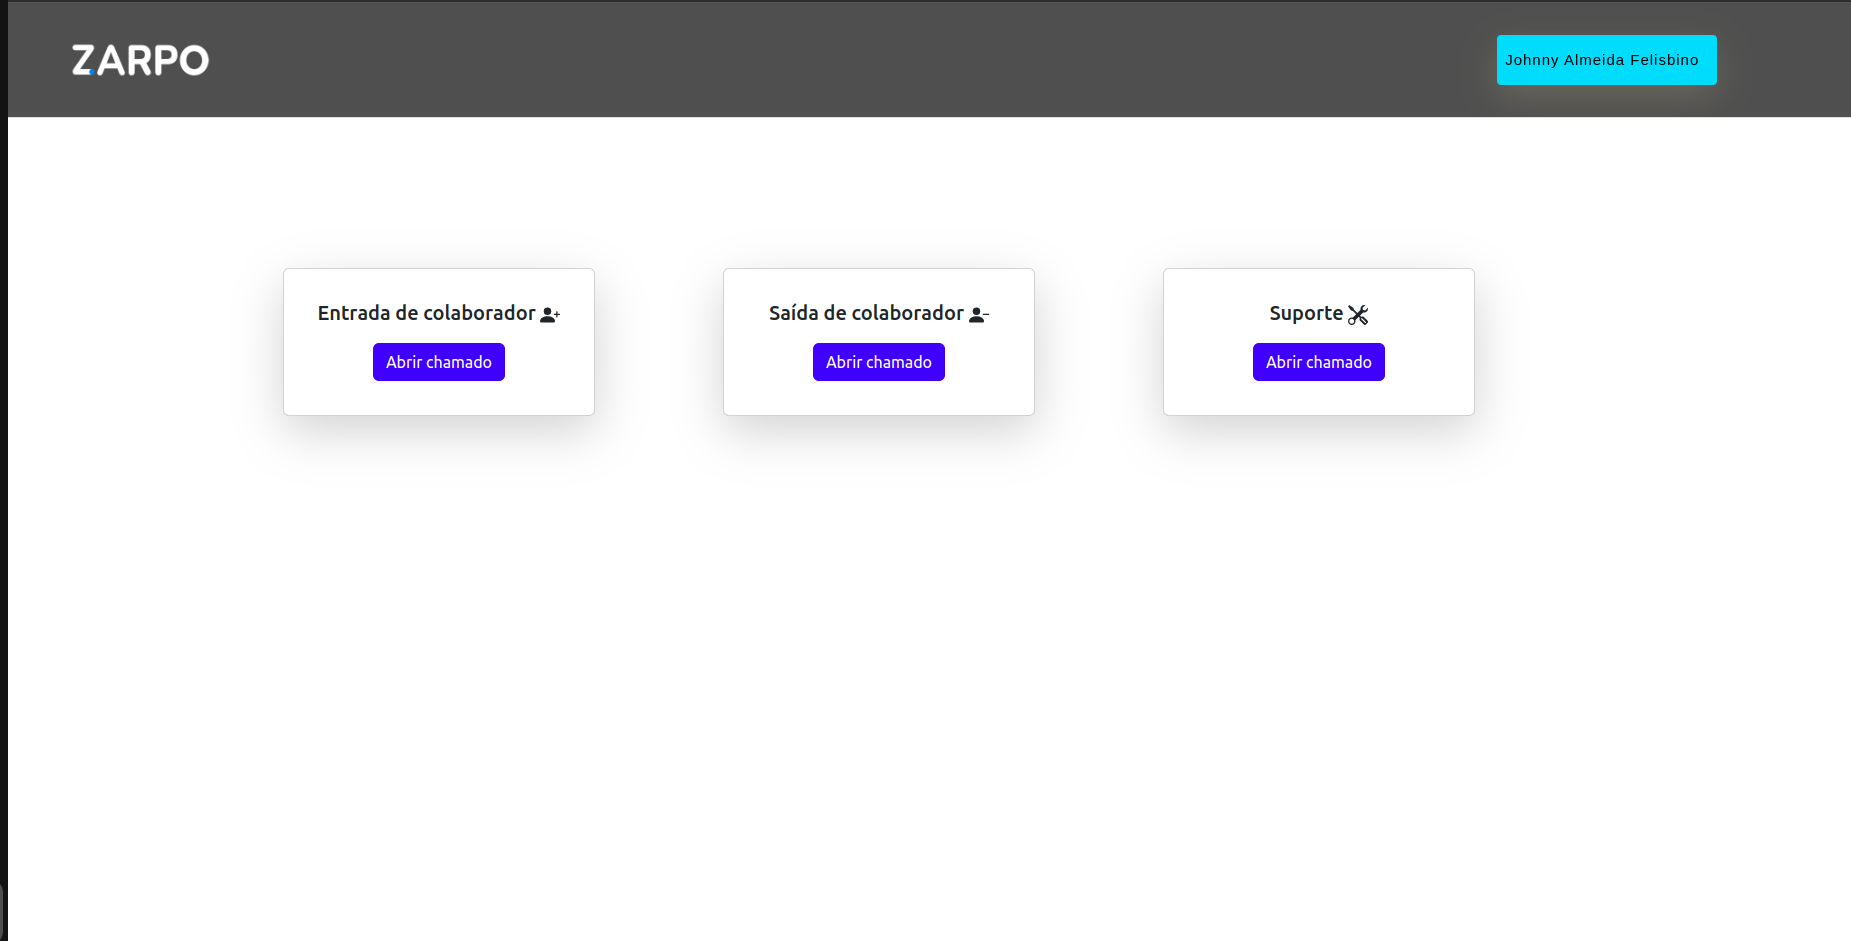 ZARPO
Johnny Almeida Felisbino
Entrada de colaborador
Abrir chamado
Saída de colaborador
Abrir chamado
Suporte
Abrir chamado